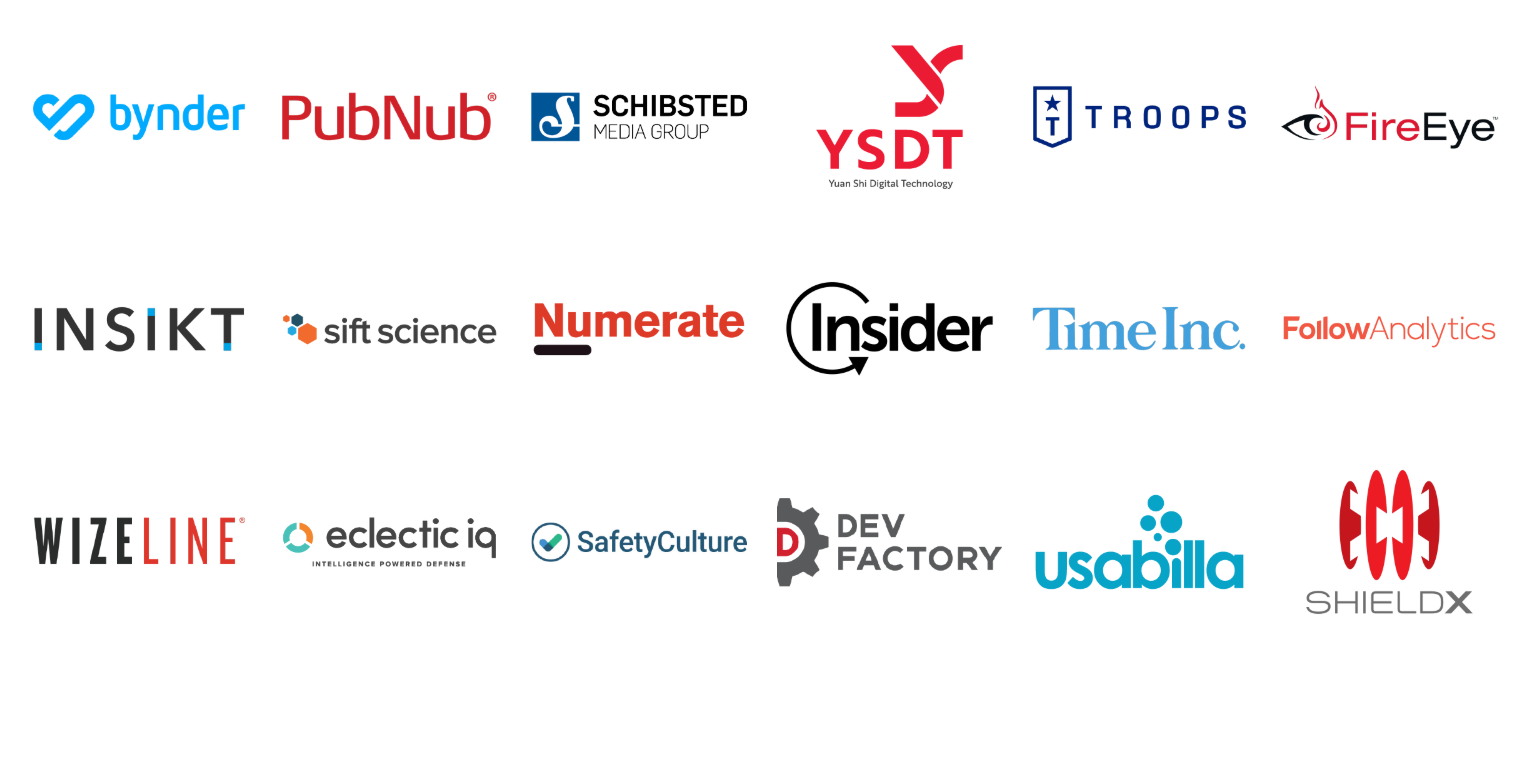 bynder
PubNub®
SCHIBSTED
MEDIA GROUP
YSDT
Yuan Shi Digital Technology
T
TROOPS
FireEye™
INSIKT
sift science
Numerate
Insider
Time Inc.
FollowAnalytics
WIZELINE®
eclectic iq
INTELLIGENCE POWERED DEFENSE
SafetyCulture
D
DEV
FACTORY
usabilla
SHIELDX